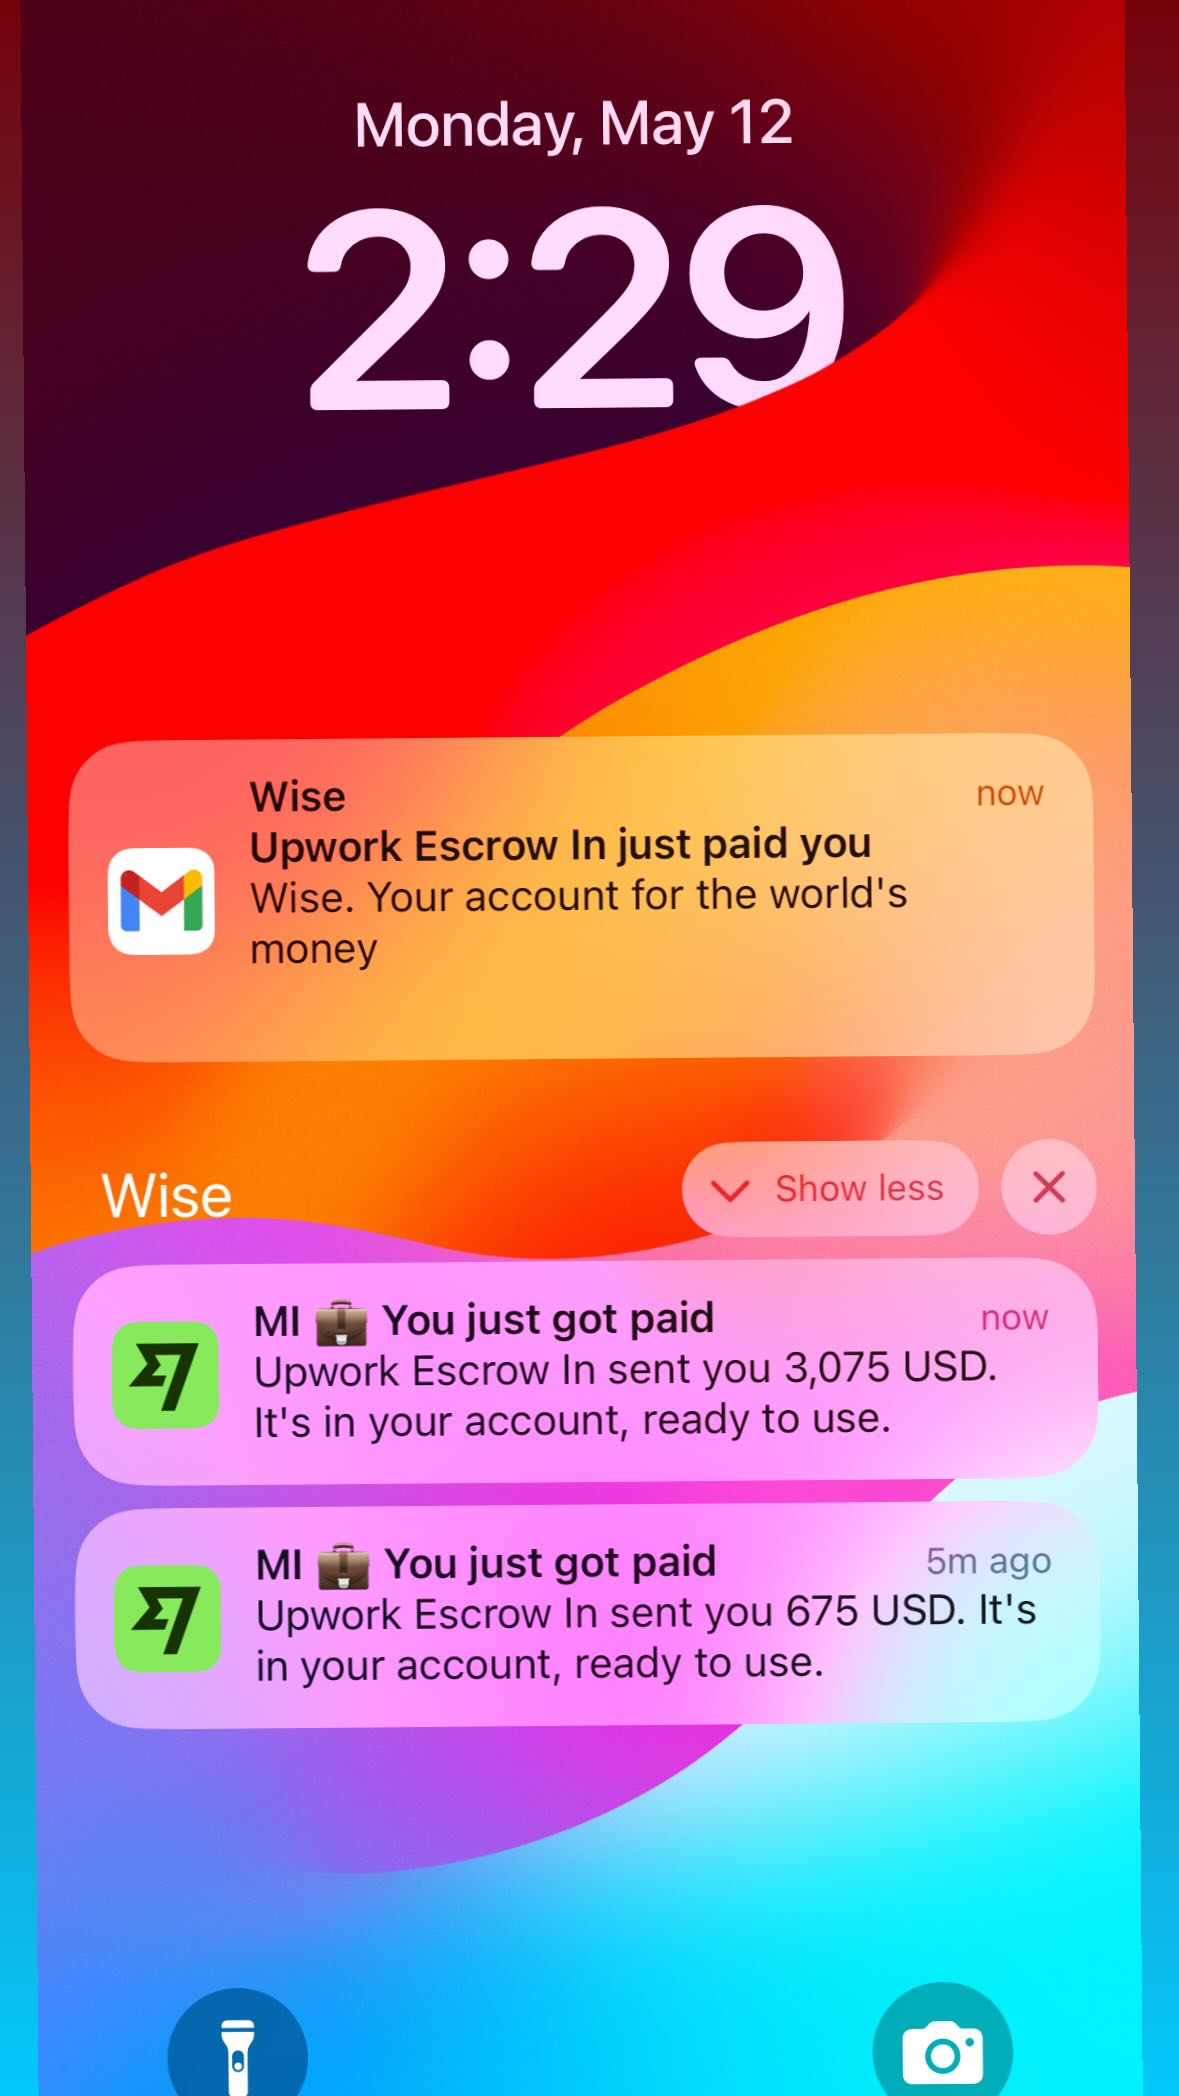 Monday, May 12
2:29
Wise
now
Upwork Escrow In just paid you
Wise. Your account for the world's
money
Wise
Show less
MI 💼 You just got paid
now
Upwork Escrow In sent you 3,075 USD.
It's in your account, ready to use.
MI 💼 You just got paid
5m ago
Upwork Escrow In sent you 675 USD. It's
in your account, ready to use.